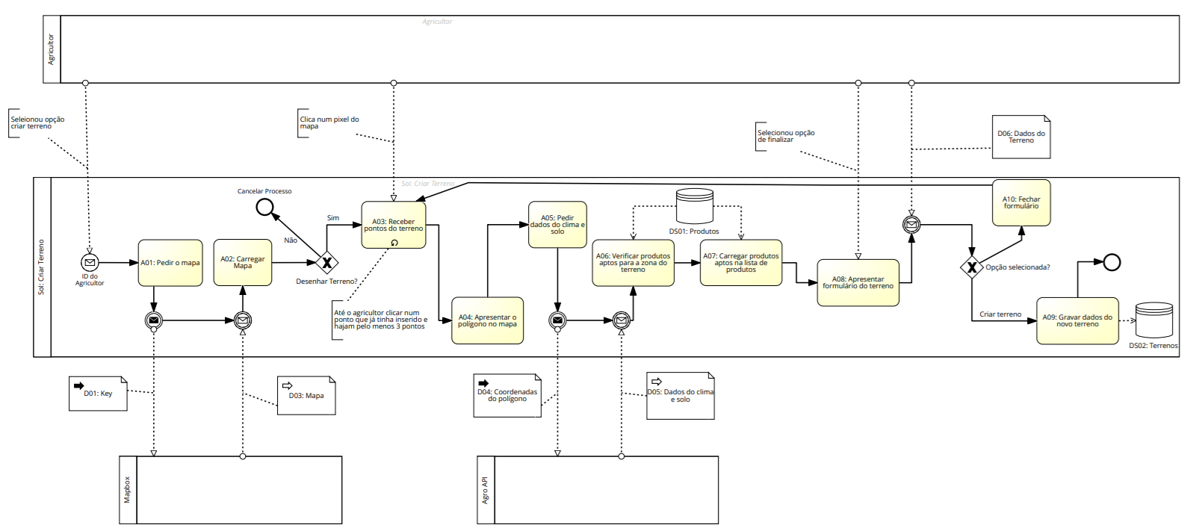 Agricultor
Agricultor
Seleionou opção
criar terreno
Clica num pixel do
mapa
Selecionou opção
de finalizar
D06: Dados do
Terreno
Sol: Criar Terreno
Sol: Criar Terreno
Cancelar Processo
ID do
Agricultor
A01: Pedir o mapa
A02: Carregar
Mapa
Não
Sim
Desenhar Terreno?
A03: Receber
pontos do terreno
Até o agricultor clicar num
ponto que já tinha inserido e
hajam pelo menos 3 pontos
A04: Apresentar o
polígono no mapa
A05: Pedir
dados do clima e
solo
A06: Verificar produtos
aptos para a zona do
terreno
DS01: Produtos
A07: Carregar produtos
aptos na lista de
produtos
A08: Apresentar
formulário do terreno
A10: Fechar
formulário
Opção selecionada?
Criar terreno
A09: Gravar dados do
novo terreno
DS02: Terrenos
D01: Key
D03: Mapa
D04: Coordenadas
do polígono
D05: Dados do clima
e solo
Mapbox
Agro API